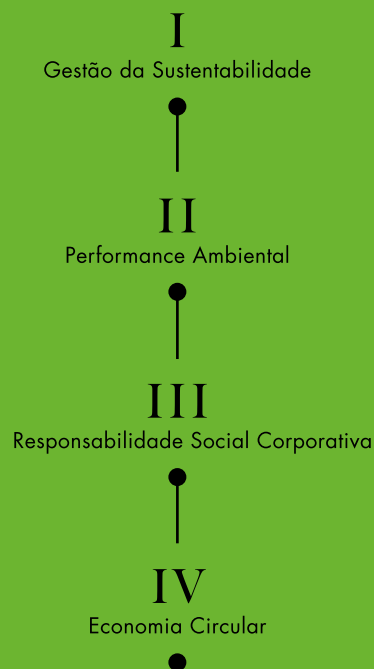 I
Gestão da Sustentabilidade
II
Performance Ambiental
III
Responsabilidade Social Corporativa
IV
Economia Circular